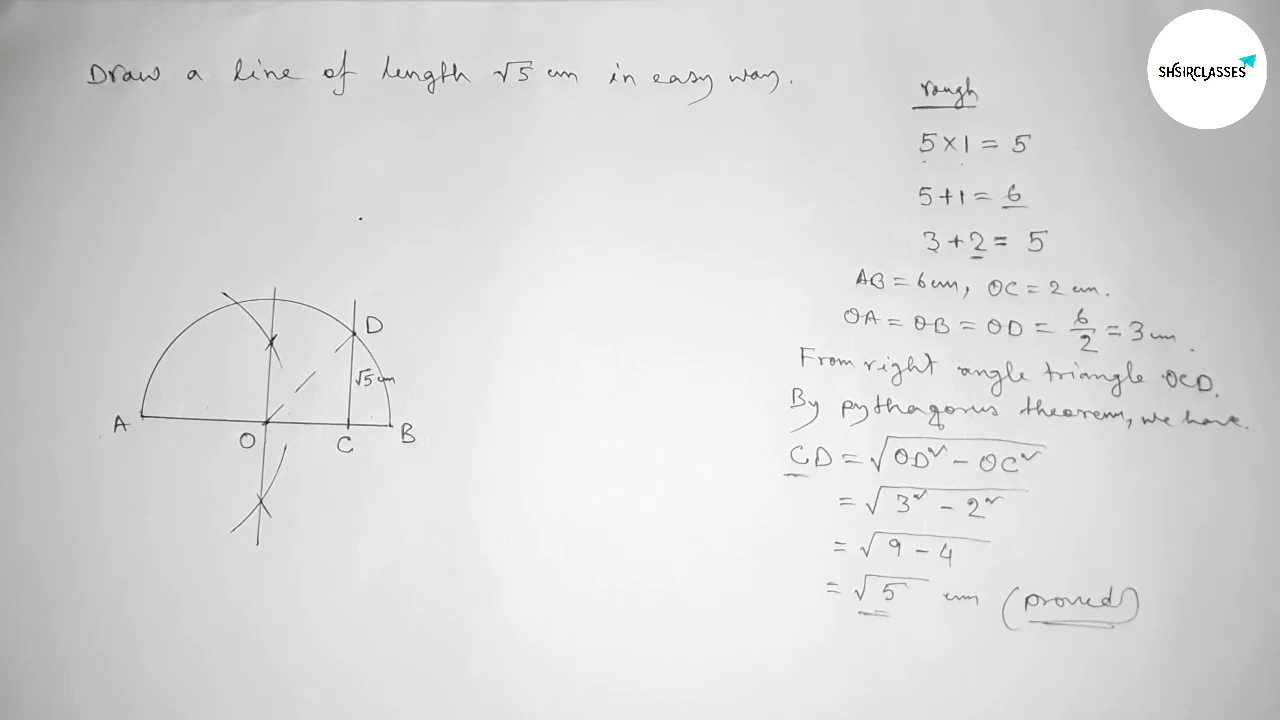 Draw a line of length √5 cm in easy way.
SHSIRCLASSES
rough
5×1 = 5
5+1 = 6
3+2 = 5
AB = 6cm, OC = 2 cm.
OA = OB = OD = 6/2 = 3 cm.
From right angle triangle OCD.
By pythagorus theorem, we have.
CD = √OD² - OC²
= √3² - 2²
= √9 - 4
= √5 cm (proved)
D
√5 cm
A
O
C
B